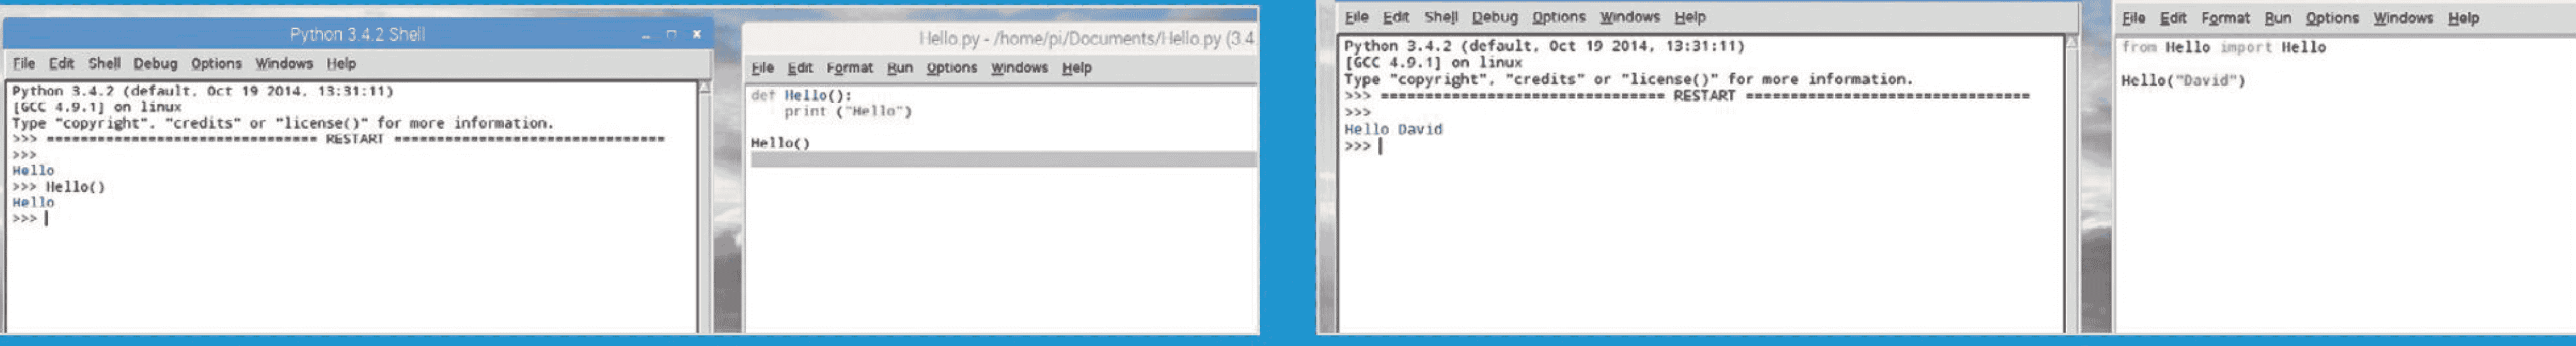 Python 3.4.2 Shell
File Edit Shell Debug Options Windows Help
Python 3.4.2 (default, Oct 19 2014, 13:31:11)
[GCC 4.9.1] on linux
Type "copyright", "credits" or "license()" for more information.
>>> ================================ RESTART ================================
>>>
Hello
>>> Hello()
Hello
>>>
Hello.py - /home/pi/Documents/Hello.py (3.4
File Edit Format Run Options Windows Help
def Hello():
print ("Hello")
Hello()
File Edit Shell Debug Options Windows Help
Python 3.4.2 (default, Oct 19 2014, 13:31:11)
[GCC 4.9.1] on linux
Type "copyright", "credits" or "license()" for more information.
>>> ================================ RESTART ================================
>>>
Hello David
>>>
File Edit Format Run Options Windows Help
from Hello import Hello
Hello("David")